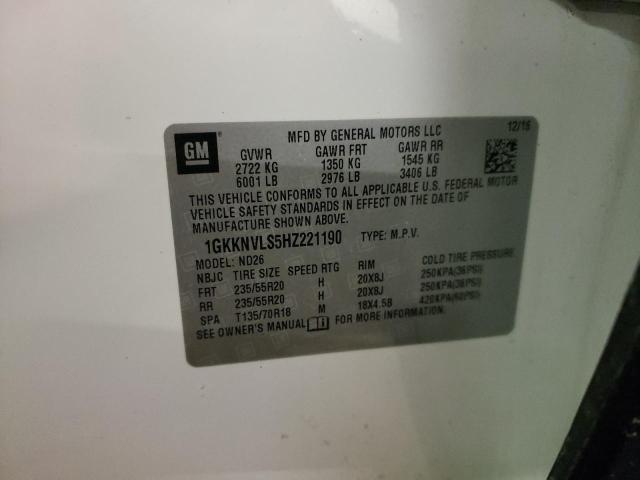 GM
MFD BY GENERAL MOTORS LLC 12/16
GVWR GAWR FRT GAWR RR
2722 KG 1350 KG 1545 KG
6001 LB 2976 LB 3406 LB
THIS VEHICLE CONFORMS TO ALL APPLICABLE U.S. FEDERAL MOTOR
VEHICLE SAFETY STANDARDS IN EFFECT ON THE DATE OF
MANUFACTURE SHOWN ABOVE.
1GKKNVLS5HZ221190 TYPE: M.P.V.
MODEL: ND26
NBJC TIRE SIZE SPEED RTG RIM COLD TIRE PRESSURE
FRT 235/55R20 H 20X8J 250KPA(36PSI)
RR 235/55R20 H 20X8J 250KPA(36PSI)
SPA T135/70R18 M 18X4.5B 420KPA(60PSI)
SEE OWNER'S MANUAL FOR MORE INFORMATION.